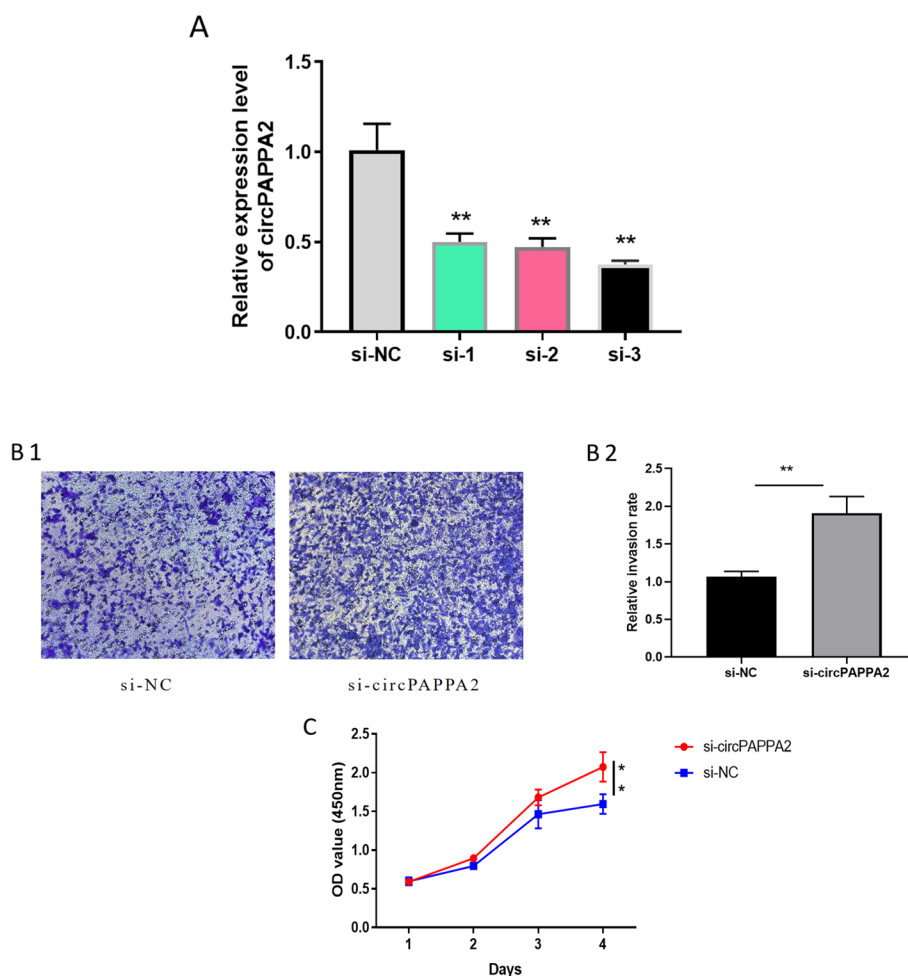 A
Relative expression level
of circPAPPA2
1.5
1.0
0.5
0.0
**
**
**
si-NC
si-1
si-2
si-3
B 1
si-NC
si-circPAPPA2
B 2
Relative invasion rate
2.5
2.0
1.5
1.0
0.5
0.0
**
si-NC
si-circPAPPA2
C
OD value (450nm)
2.5
2.0
1.5
1.0
0.5
0.0
**
1
2
3
4
Days
si-circPAPPA2
si-NC